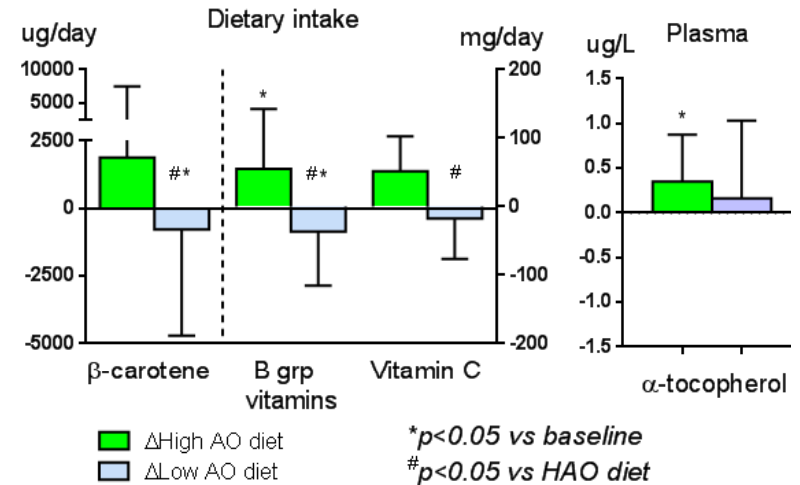 Dietary intake
ug/day
mg/day
10000
5000
2500
0
-2500
-5000
200
100
0
-100
-200
*
#*
#*
#
β-carotene
B grp
vitamins
Vitamin C
Plasma
ug/L
1.5
1.0
0.5
0.0
-0.5
-1.0
-1.5
*
α-tocopherol
ΔHigh AO diet
ΔLow AO diet
*p<0.05 vs baseline
#p<0.05 vs HAO diet